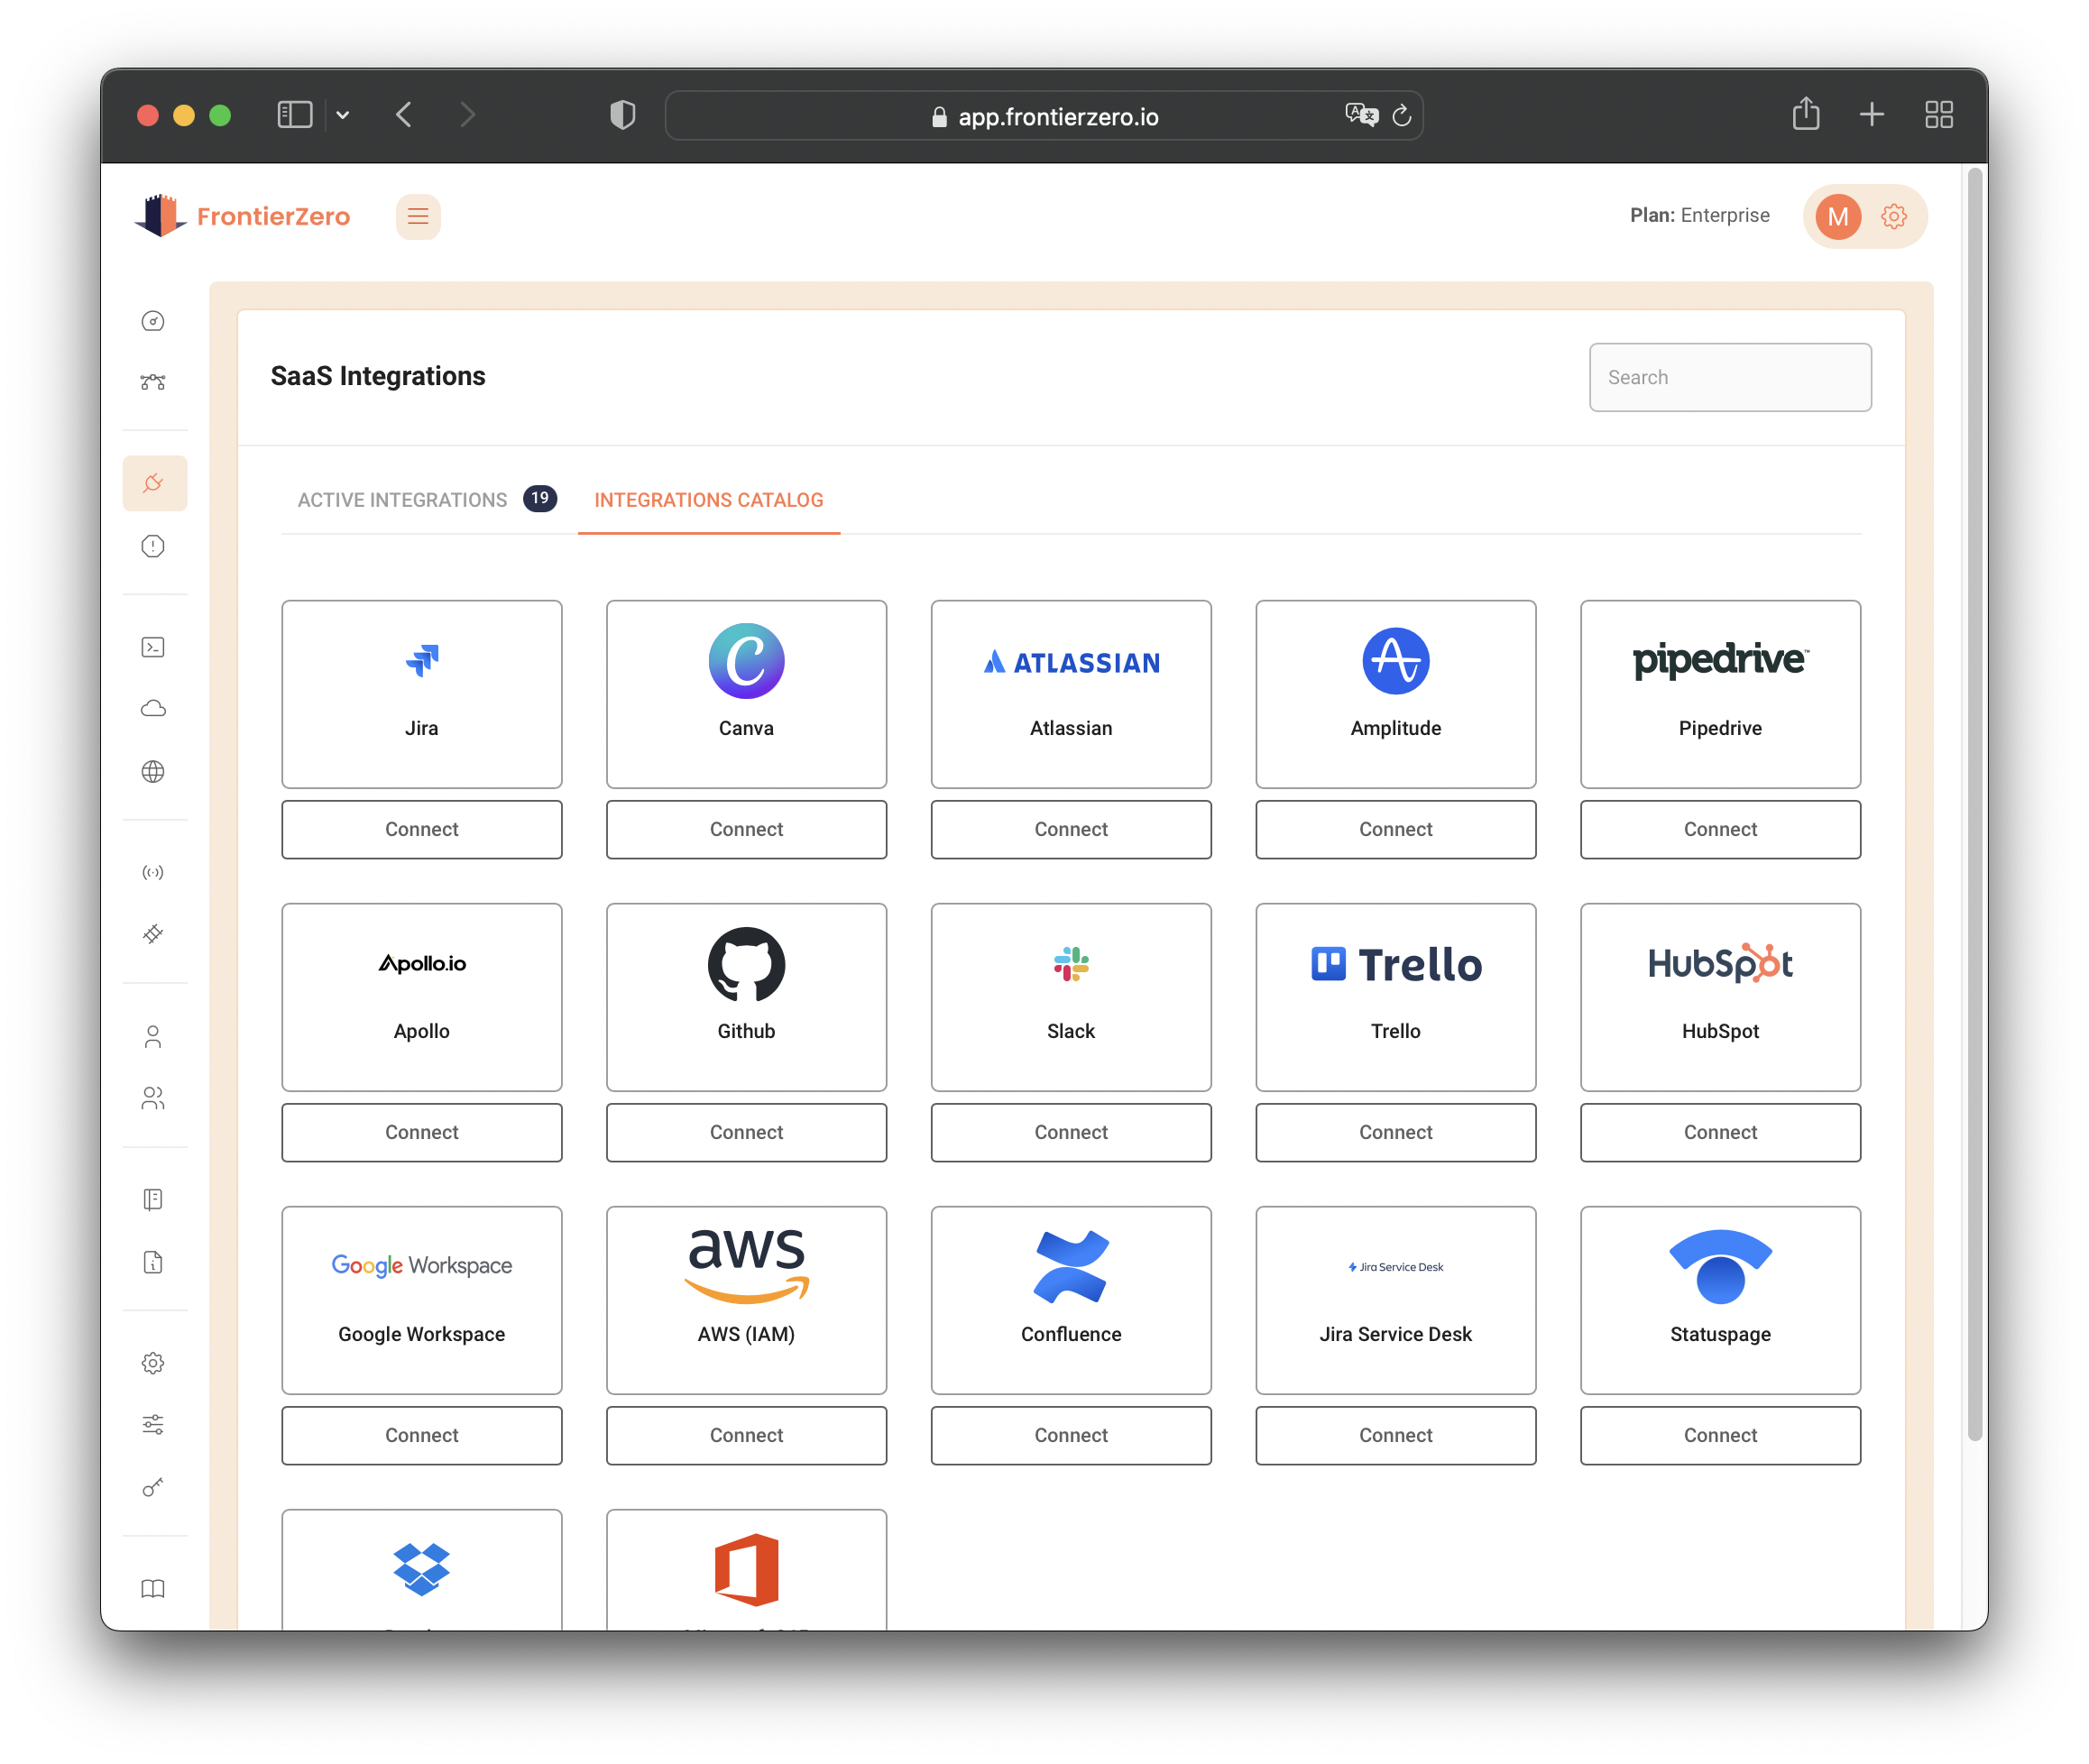 app.frontierzero.io
FrontierZero
Plan: Enterprise
M
SaaS Integrations
Search
ACTIVE INTEGRATIONS 19 INTEGRATIONS CATALOG
ATLASSIAN pipedrive
Jira Canva Atlassian Amplitude Pipedrive
Connect Connect Connect Connect Connect
Apollo.io Trello HubSpot
Apollo Github Slack Trello HubSpot
Connect Connect Connect Connect Connect
Google Workspace aws Jira Service Desk
Google Workspace AWS (IAM) Confluence Jira Service Desk Statuspage
Connect Connect Connect Connect Connect